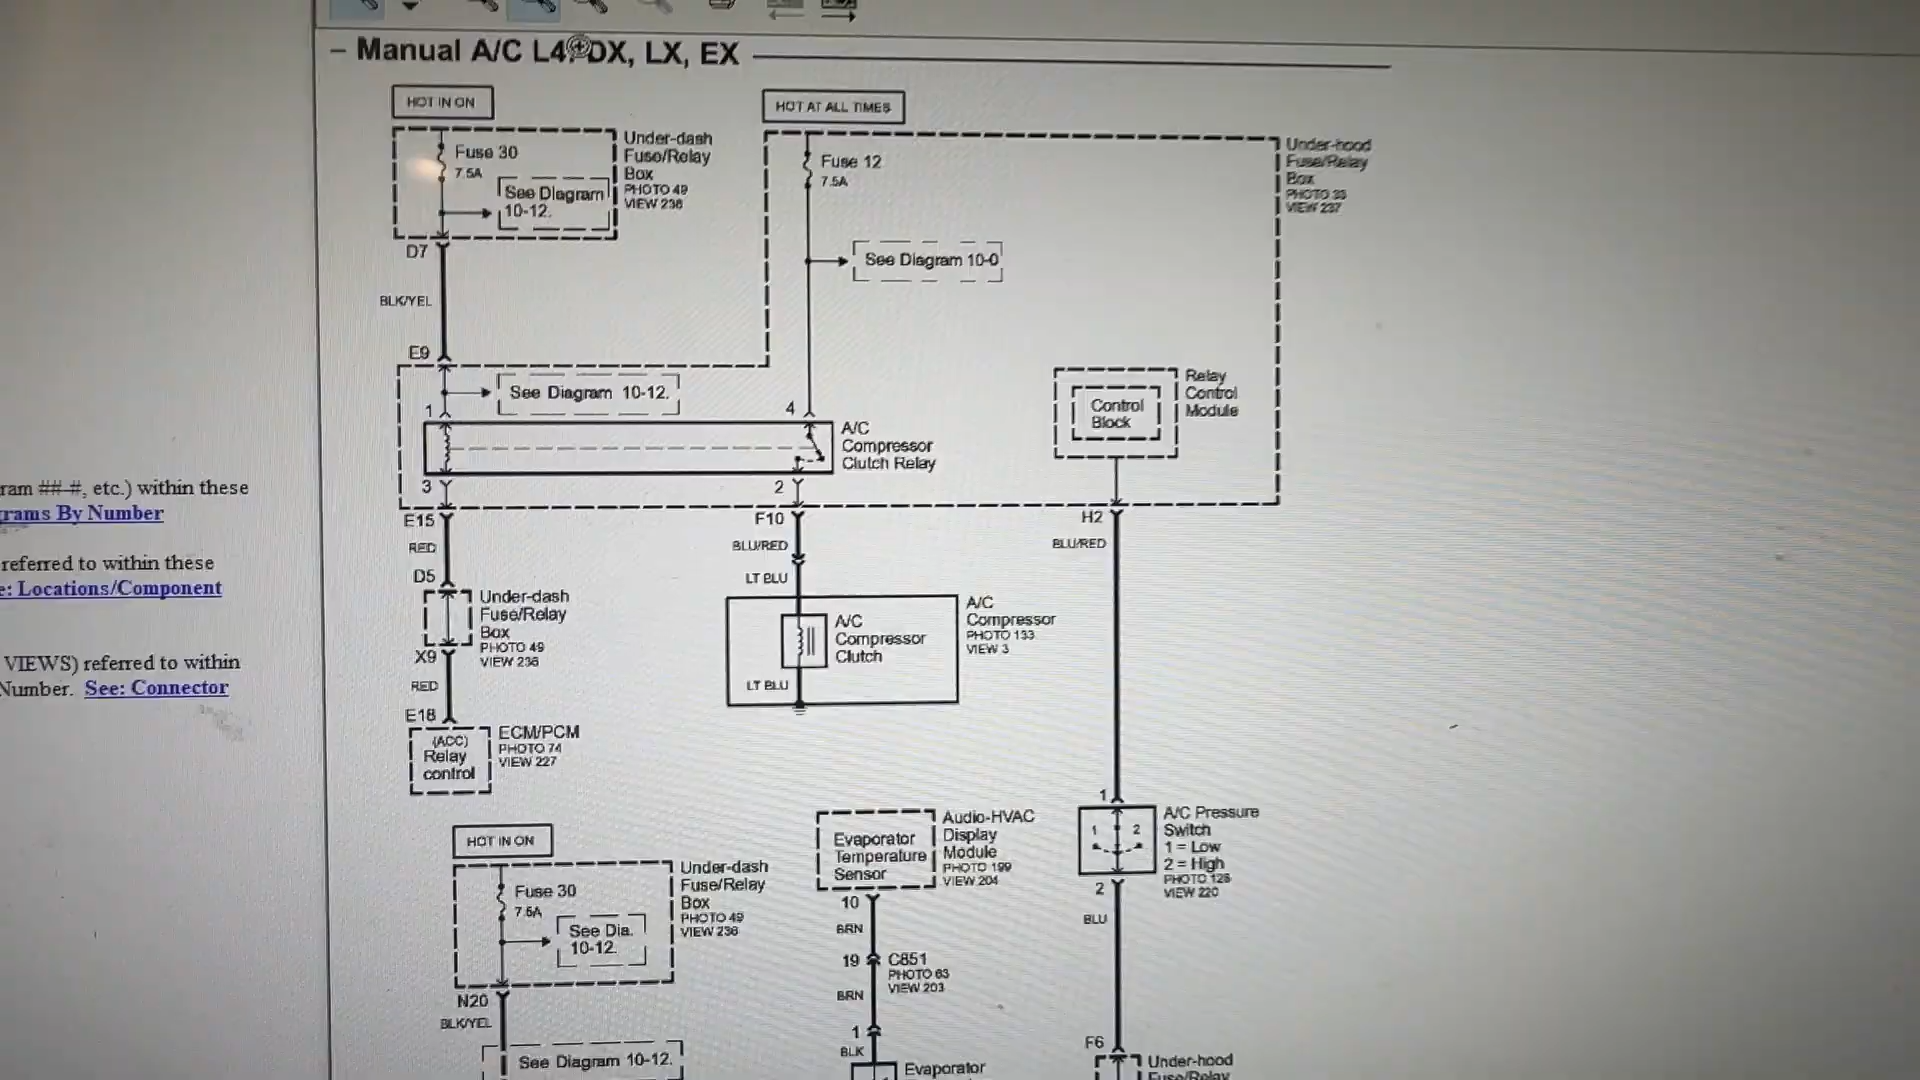 – Manual A/C L4: DX, LX, EX
HOT IN ON
Fuse 30
7.5A
See Diagram
10-12.
Under-dash
Fuse/Relay
Box
PHOTO 49
VIEW 236
D7
BLK/YEL
E9
See Diagram 10-12.
HOT AT ALL TIMES
Fuse 12
7.5A
See Diagram 10-0
Under-hood
Fuse/Relay
Box
PHOTO 33
VIEW 237
Relay
Control
Module
Control
Block
1
4
A/C
Compressor
Clutch Relay
3
2
E15
RED
D5
Under-dash
Fuse/Relay
Box
PHOTO 49
VIEW 236
X9
RED
E18
(ACC)
Relay
control
ECM/PCM
PHOTO 74
VIEW 227
F10
BLU/RED
LT BLU
A/C
Compressor
Clutch
LT BLU
A/C
Compressor
PHOTO 133
VIEW 3
H2
BLU/RED
1
1 2
A/C Pressure
Switch
1 = Low
2 = High
PHOTO 126
VIEW 220
2
BLU
F6
Under-hood
Fuse/Relay
HOT IN ON
Fuse 30
7.5A
See Dia.
10-12.
Under-dash
Fuse/Relay
Box
PHOTO 49
VIEW 236
N20
BLK/YEL
See Diagram 10-12.
Evaporator
Temperature
Sensor
Audio-HVAC
Display
Module
PHOTO 199
VIEW 204
10
BRN
19
C851
PHOTO 63
VIEW 203
BRN
1
BLK
Evaporator
ram ##-#, etc.) within these
grams By Number
referred to within these
e: Locations/Component
VIEWS) referred to within
Number. See: Connector